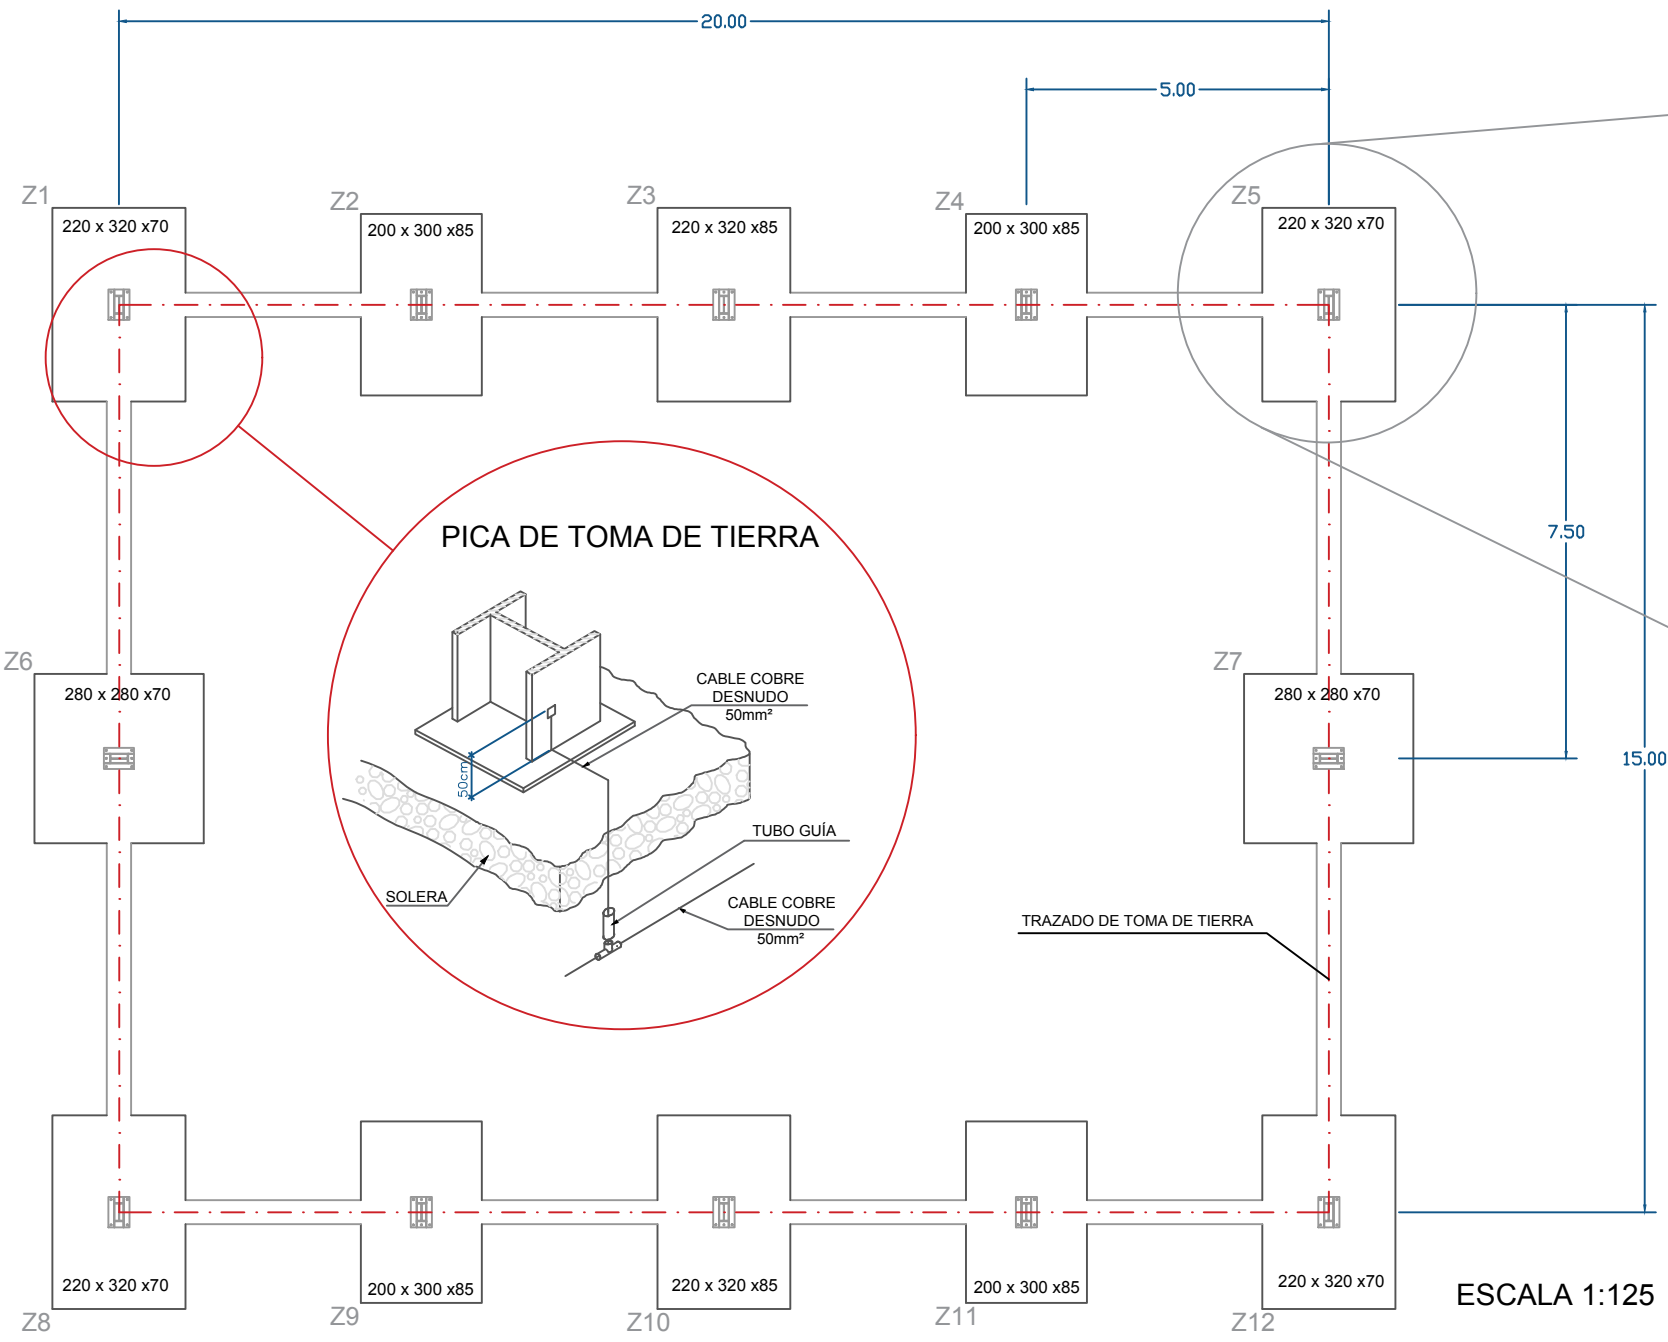 20.00
5.00
Z1
Z2
Z3
Z4
Z5
220 x 320 x70
200 x 300 x85
220 x 320 x85
200 x 300 x85
220 x 320 x70
7.50
15.00
PICA DE TOMA DE TIERRA
CABLE COBRE
DESNUDO
50mm²
50cm
TUBO GUÍA
SOLERA
CABLE COBRE
DESNUDO
50mm²
Z6
280 x 280 x70
Z7
280 x 280 x70
TRAZADO DE TOMA DE TIERRA
220 x 320 x70
200 x 300 x85
220 x 320 x85
200 x 300 x85
220 x 320 x70
Z8
Z9
Z10
Z11
Z12
ESCALA 1:125